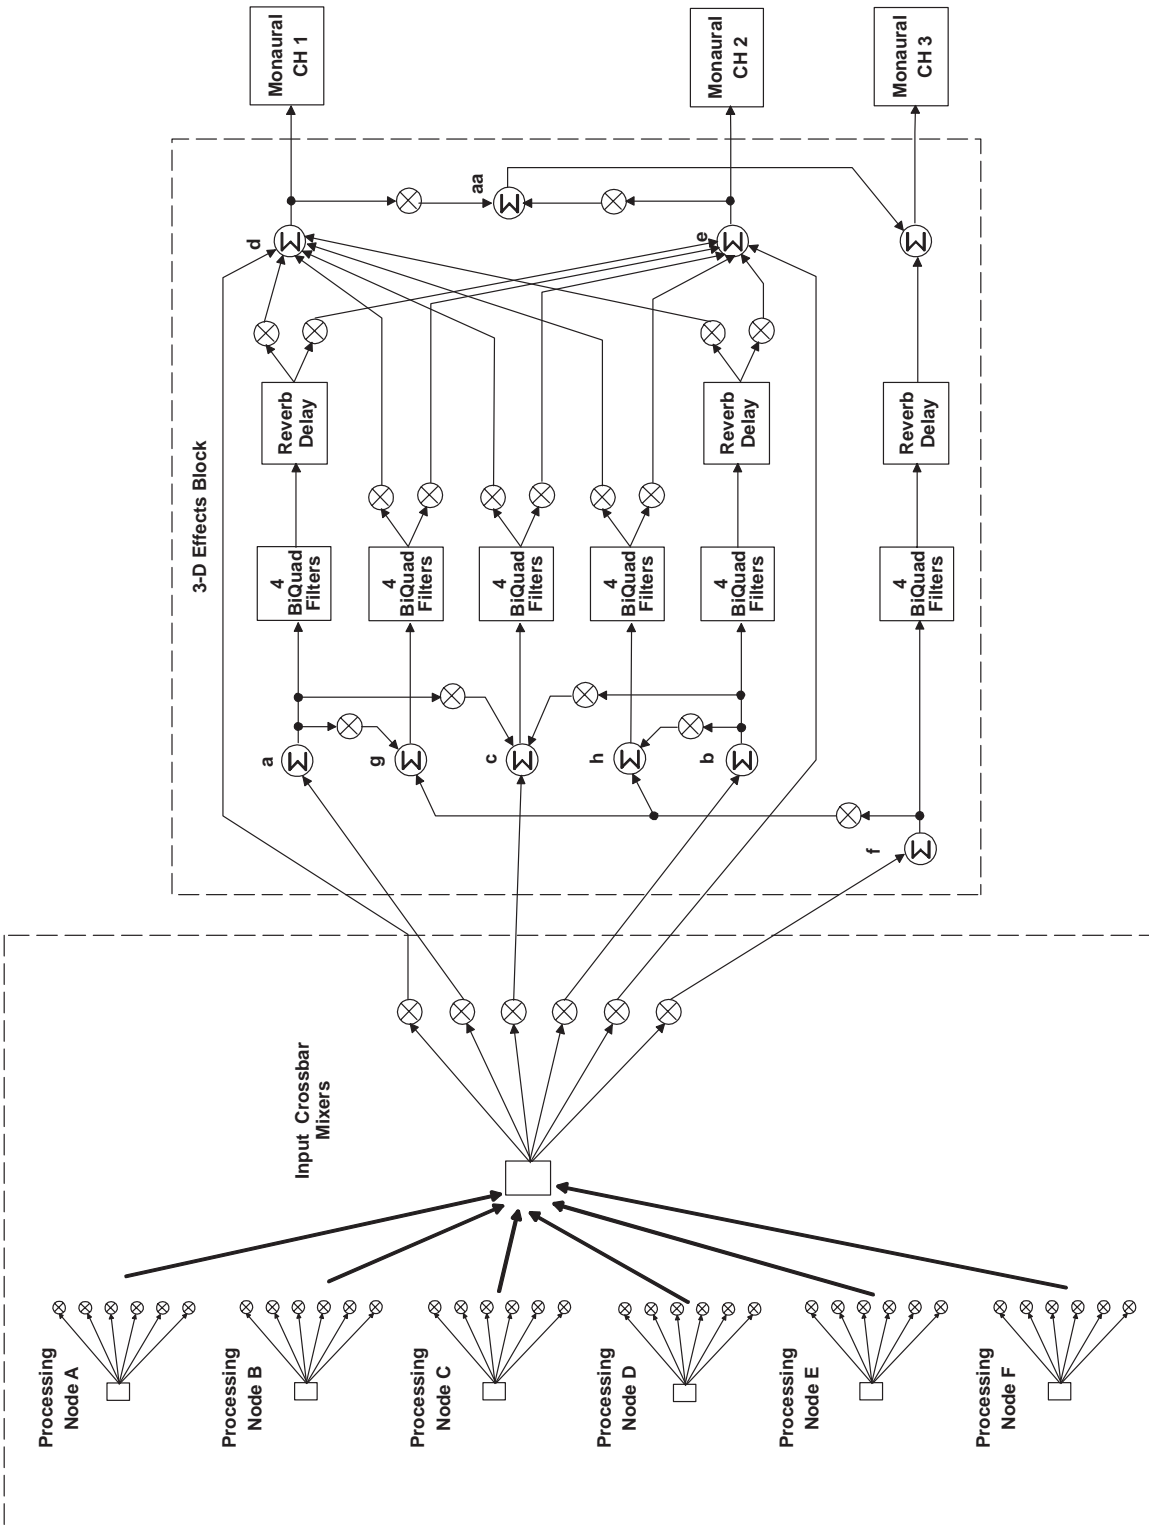 Monaural
CH 1
Monaural
CH 2
Monaural
CH 3
aa
d
Σ
Σ
e
Σ
Σ
3-D Effects Block
Reverb
Delay
Reverb
Delay
Reverb
Delay
4
BiQuad
Filters
4
BiQuad
Filters
4
BiQuad
Filters
4
BiQuad
Filters
4
BiQuad
Filters
4
BiQuad
Filters
a
Σ
g
Σ
c
Σ
h
Σ
b
Σ
f
Σ
Input Crossbar
Mixers
Processing
Node A
Processing
Node B
Processing
Node C
Processing
Node D
Processing
Node E
Processing
Node F